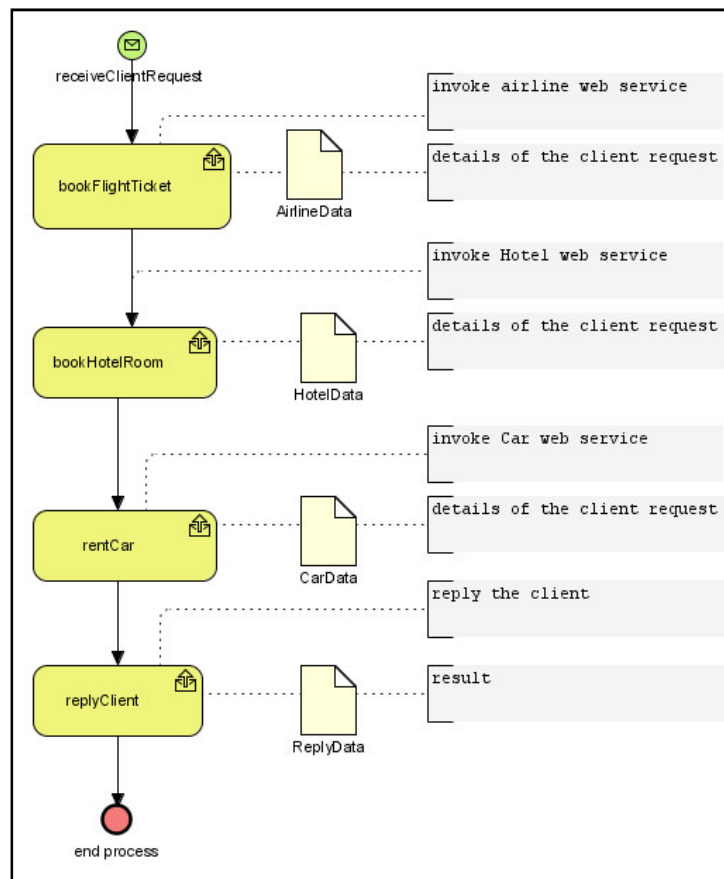 receiveClientRequest
invoke airline web service
bookFlightTicket
details of the client request
AirlineData
invoke Hotel web service
details of the client request
bookHotelRoom
HotelData
invoke Car web service
details of the client request
rentCar
CarData
reply the client
result
replyClient
ReplyData
end process